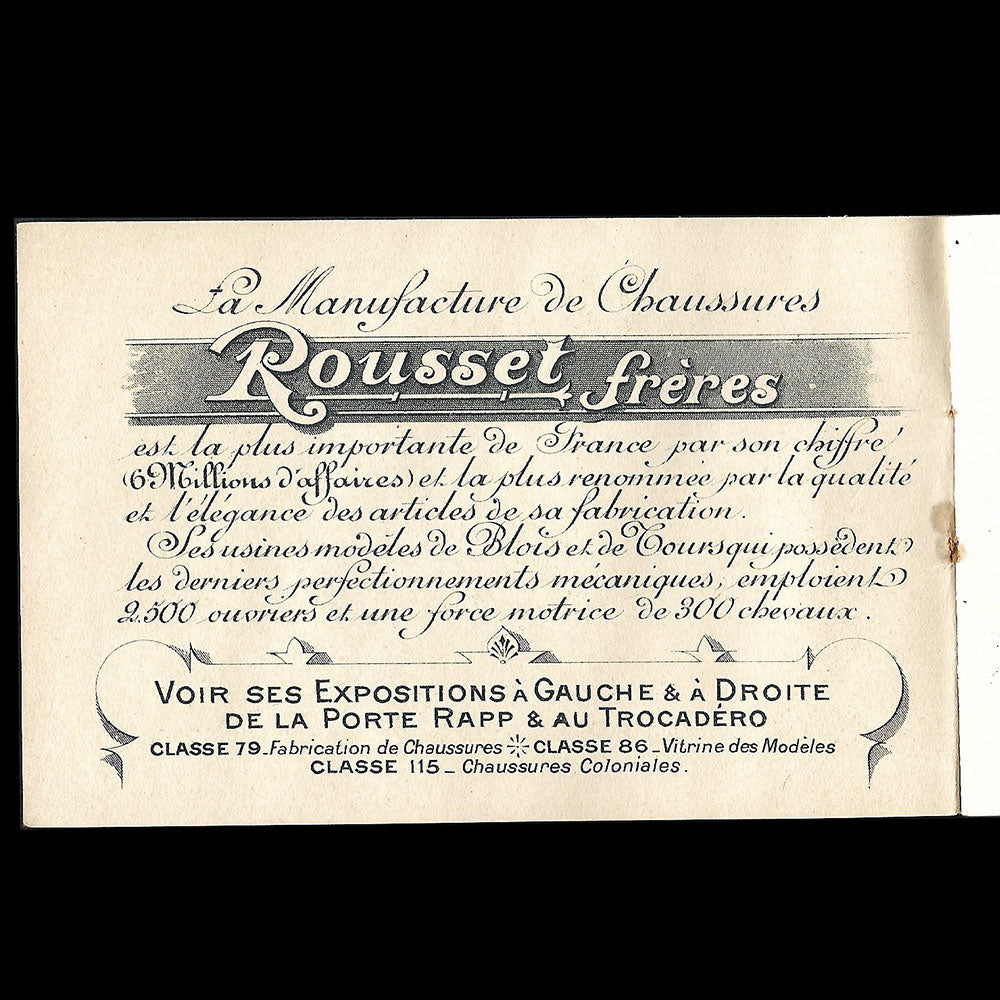 La Manufacture de Chaussures
Rousset frères
est la plus importante de France par son chiffre
(6 Millions d'affaires) et la plus renommée par la qualité
et l'élégance des articles de sa fabrication.
Ses usines modèles de Blois et de Tours qui possèdent
les derniers perfectionnements mécaniques, emploient
2.500 ouvriers et une force motrice de 300 chevaux.
VOIR SES EXPOSITIONS À GAUCHE & À DROITE
DE LA PORTE RAPP & AU TROCADÉRO
CLASSE 79_Fabrication de Chaussures CLASSE 86_Vitrine des Modèles
CLASSE 115_Chaussures Coloniales.